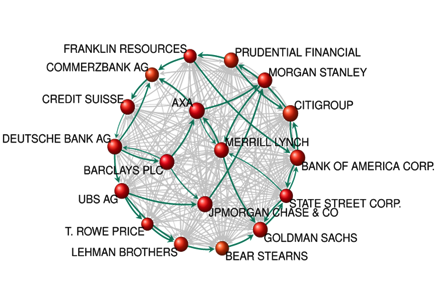 FRANKLIN RESOURCES
PRUDENTIAL FINANCIAL
COMMERZBANK AG
MORGAN STANLEY
CREDIT SUISSE
AXA
CITIGROUP
DEUTSCHE BANK AG
MERRILL LYNCH
BARCLAYS PLC
BANK OF AMERICA CORP.
UBS AG
STATE STREET CORP.
JPMORGAN CHASE & CO
T. ROWE PRICE
GOLDMAN SACHS
LEHMAN BROTHERS
BEAR STEARNS